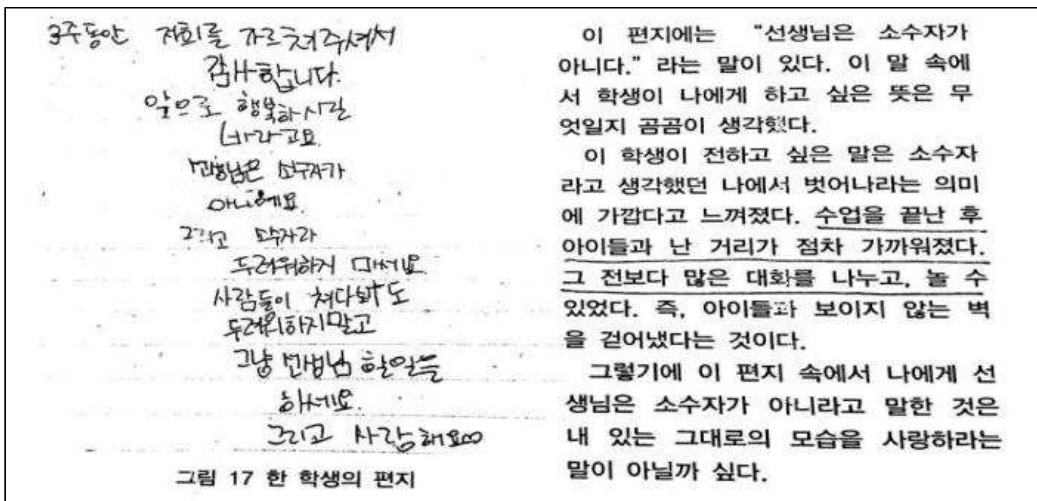 3주동안 저희를 가르쳐주셔서
감사합니다.
앞으로 행복하시길
바라고요
선생님은 소수자가
아니에요.
그리고 소수자라
두려워하지 마세요
사람들이 쳐다봐도
두려워하지말고
그냥 선생님 할일을
하세요.
그리고 사랑해요
그림 17 한 학생의 편지
이 편지에는 “선생님은 소수자가
아니다.” 라는 말이 있다. 이 말 속에
서 학생이 나에게 하고 싶은 뜻은 무
엇일지 곰곰이 생각했다.
이 학생이 전하고 싶은 말은 소수자
라고 생각했던 나에서 벗어나라는 의미
에 가깝다고 느껴졌다. 수업을 끝난 후
아이들과 난 거리가 점차 가까워졌다.
그 전보다 많은 대화를 나누고, 놀 수
있었다. 즉, 아이들과 보이지 않는 벽
을 걷어냈다는 것이다.
그렇기에 이 편지 속에서 나에게 선
생님은 소수자가 아니라고 말한 것은
내 있는 그대로의 모습을 사랑하라는
말이 아닐까 싶다.